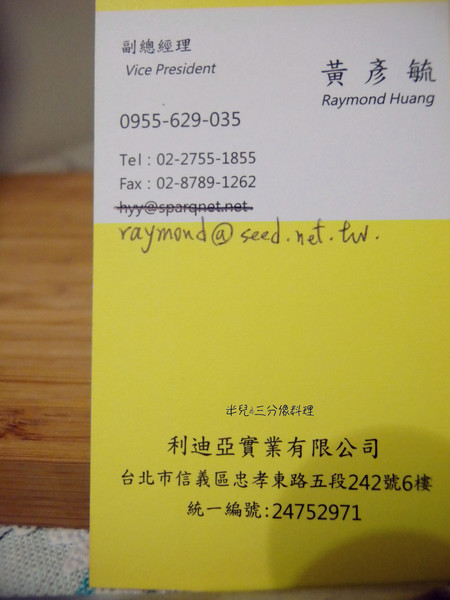 副總經理
Vice President
黃彥毓
Raymond Huang
0955-629-035
Tel : 02-2755-1855
Fax : 02-8789-1262
hyy@sparqnet.net
raymond@seed.net.tw.
半兒ㄟ三分像料理
利迪亞實業有限公司
台北市信義區忠孝東路五段242號6樓
統一編號:24752971